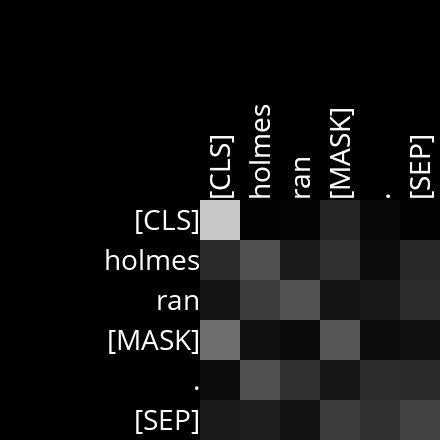 [CLS]
holmes
ran
[MASK]
.
[SEP]
[CLS]
holmes
ran
[MASK]
.
[SEP]